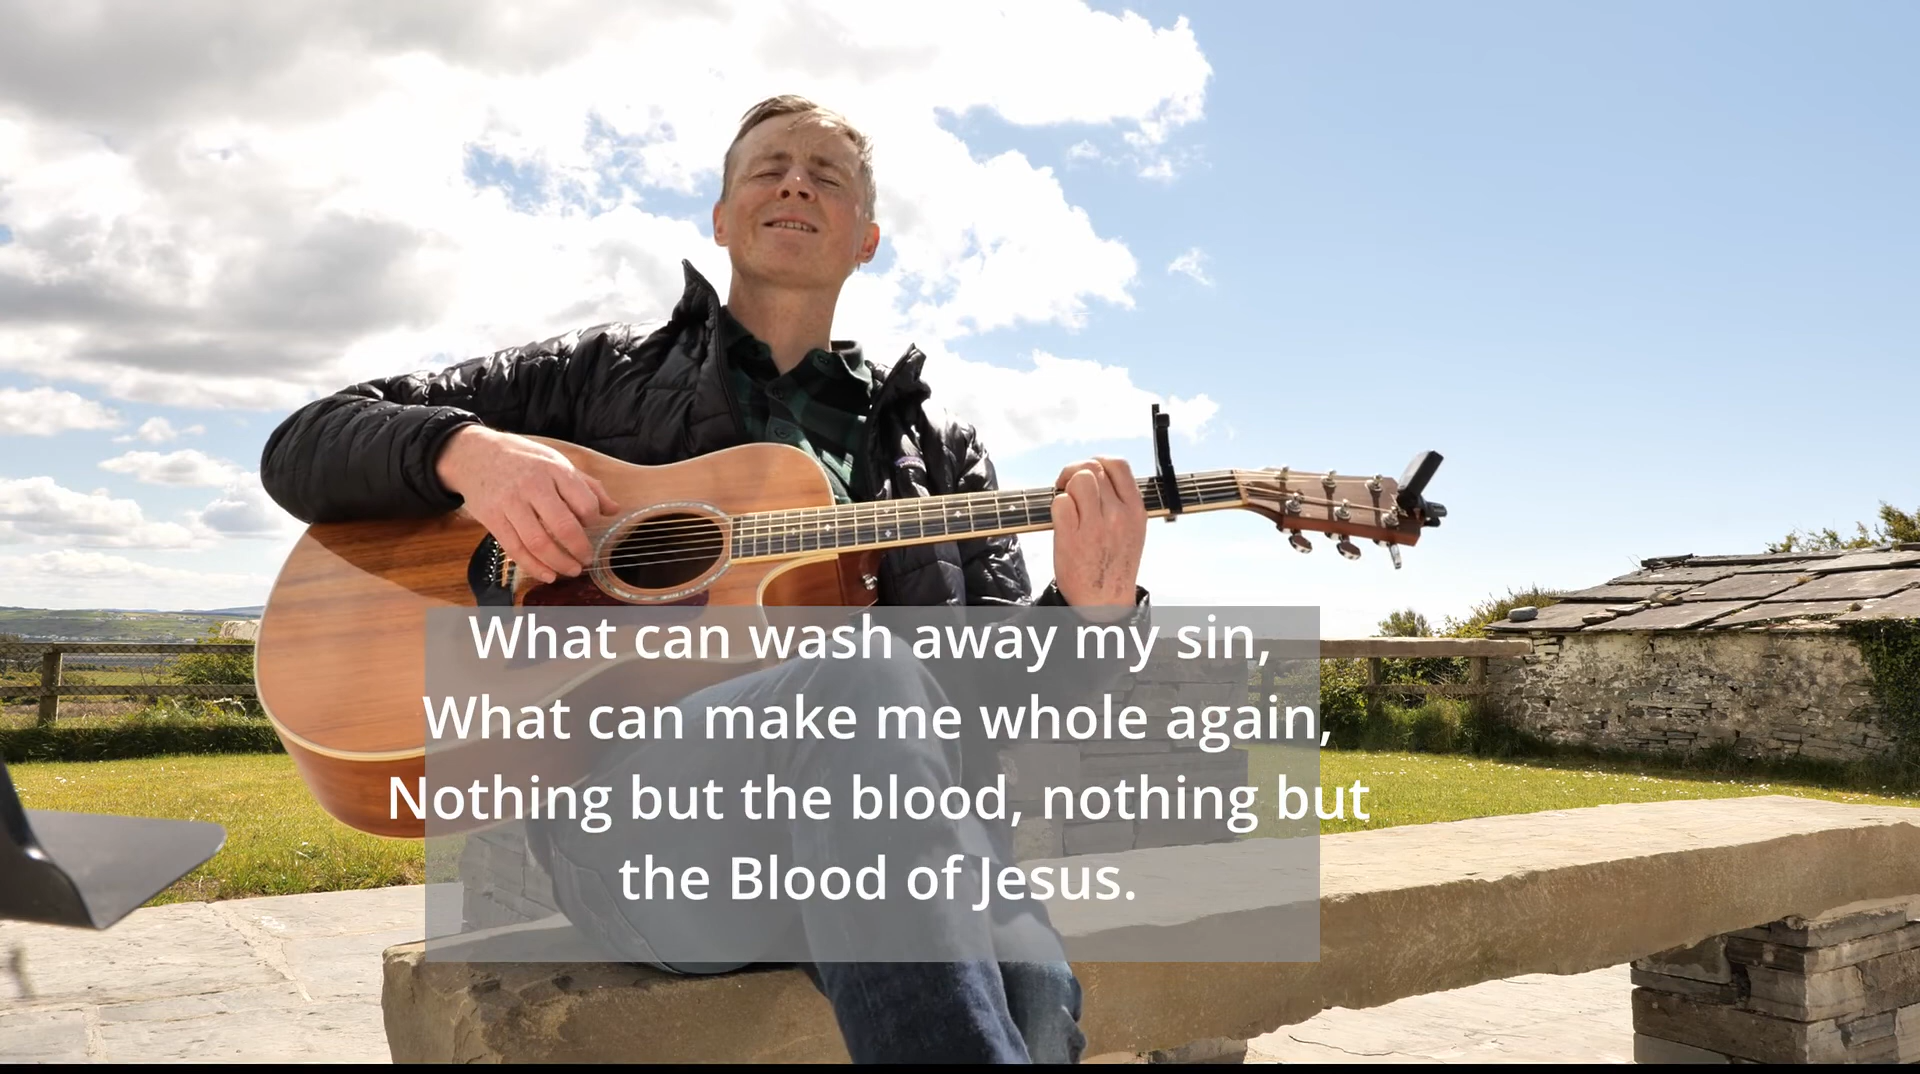 What can wash away my sin,
What can make me whole again,
Nothing but the blood, nothing but
the Blood of Jesus.